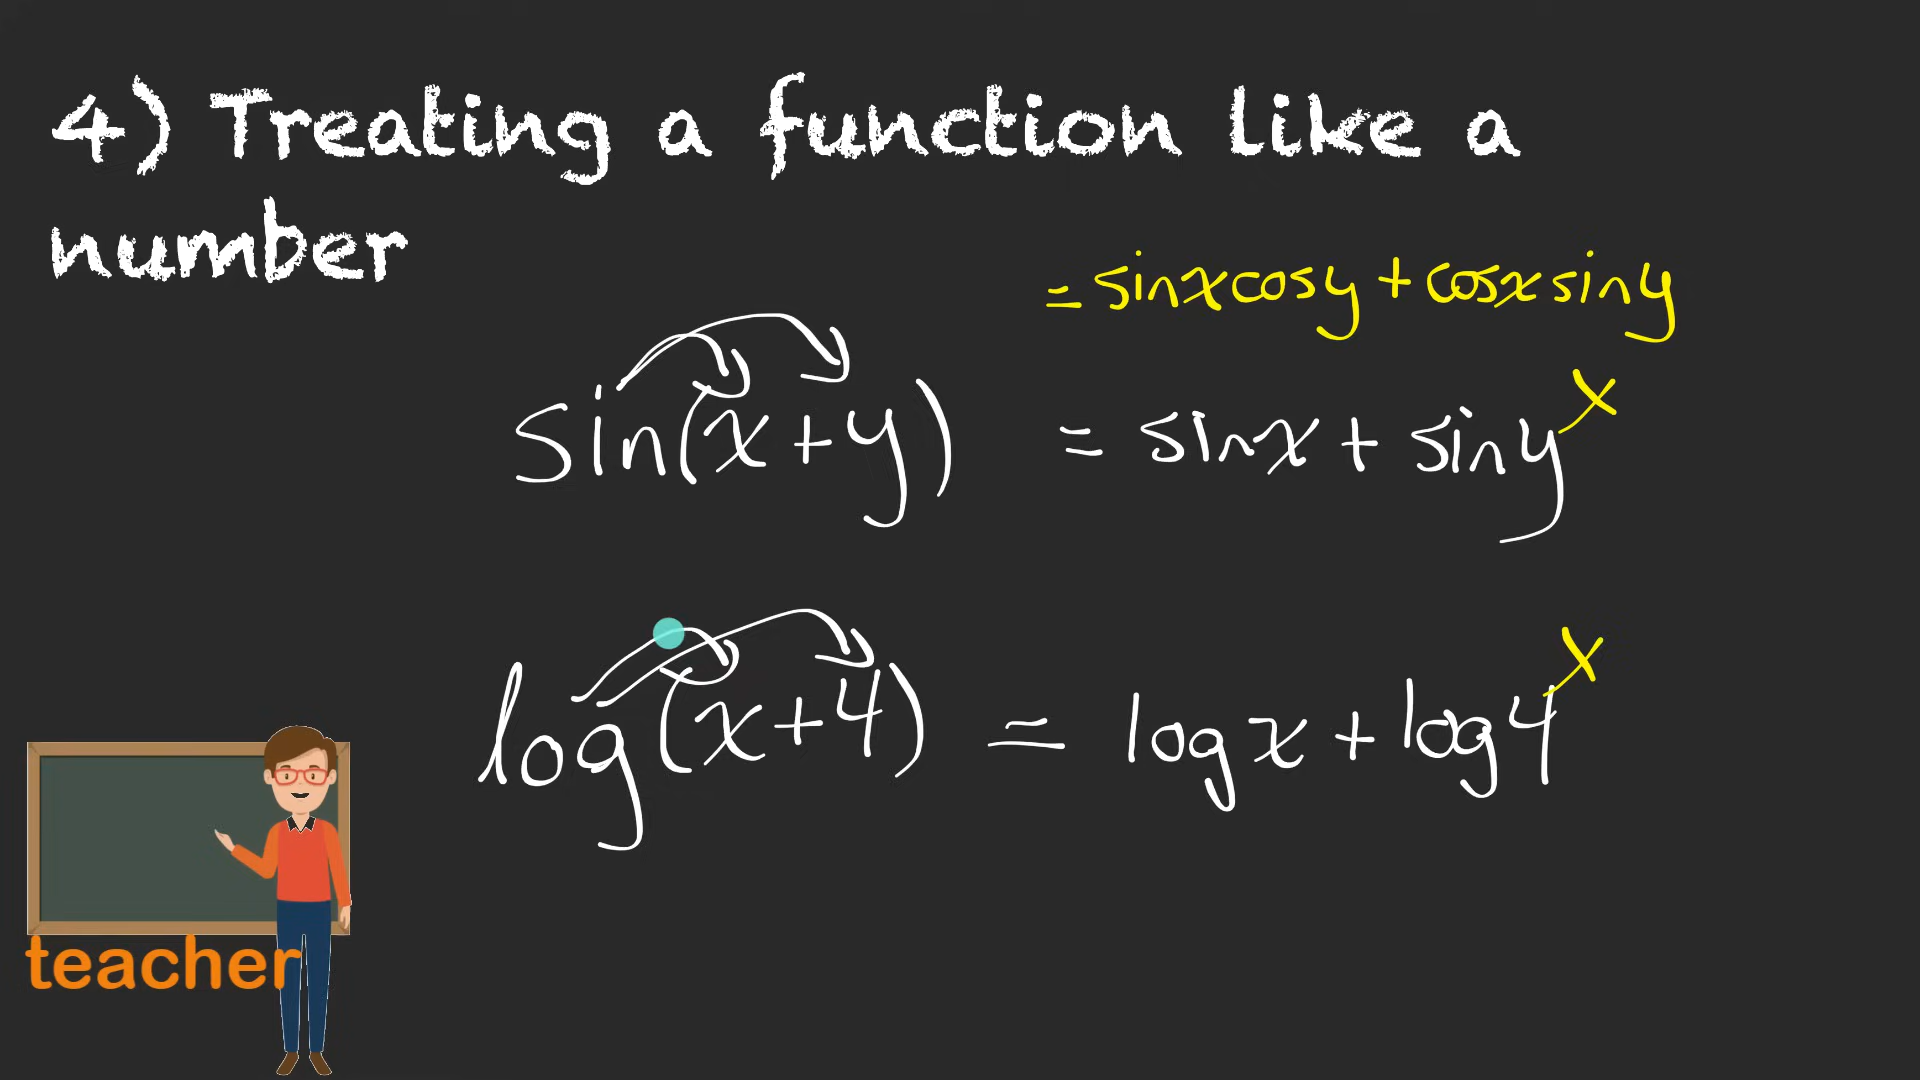 4) Treating a function like a
number
= sinxcosy + cosxsiny
sin(x+y) = sinx + siny x
log(x+4) = logx + log4 x
teacher